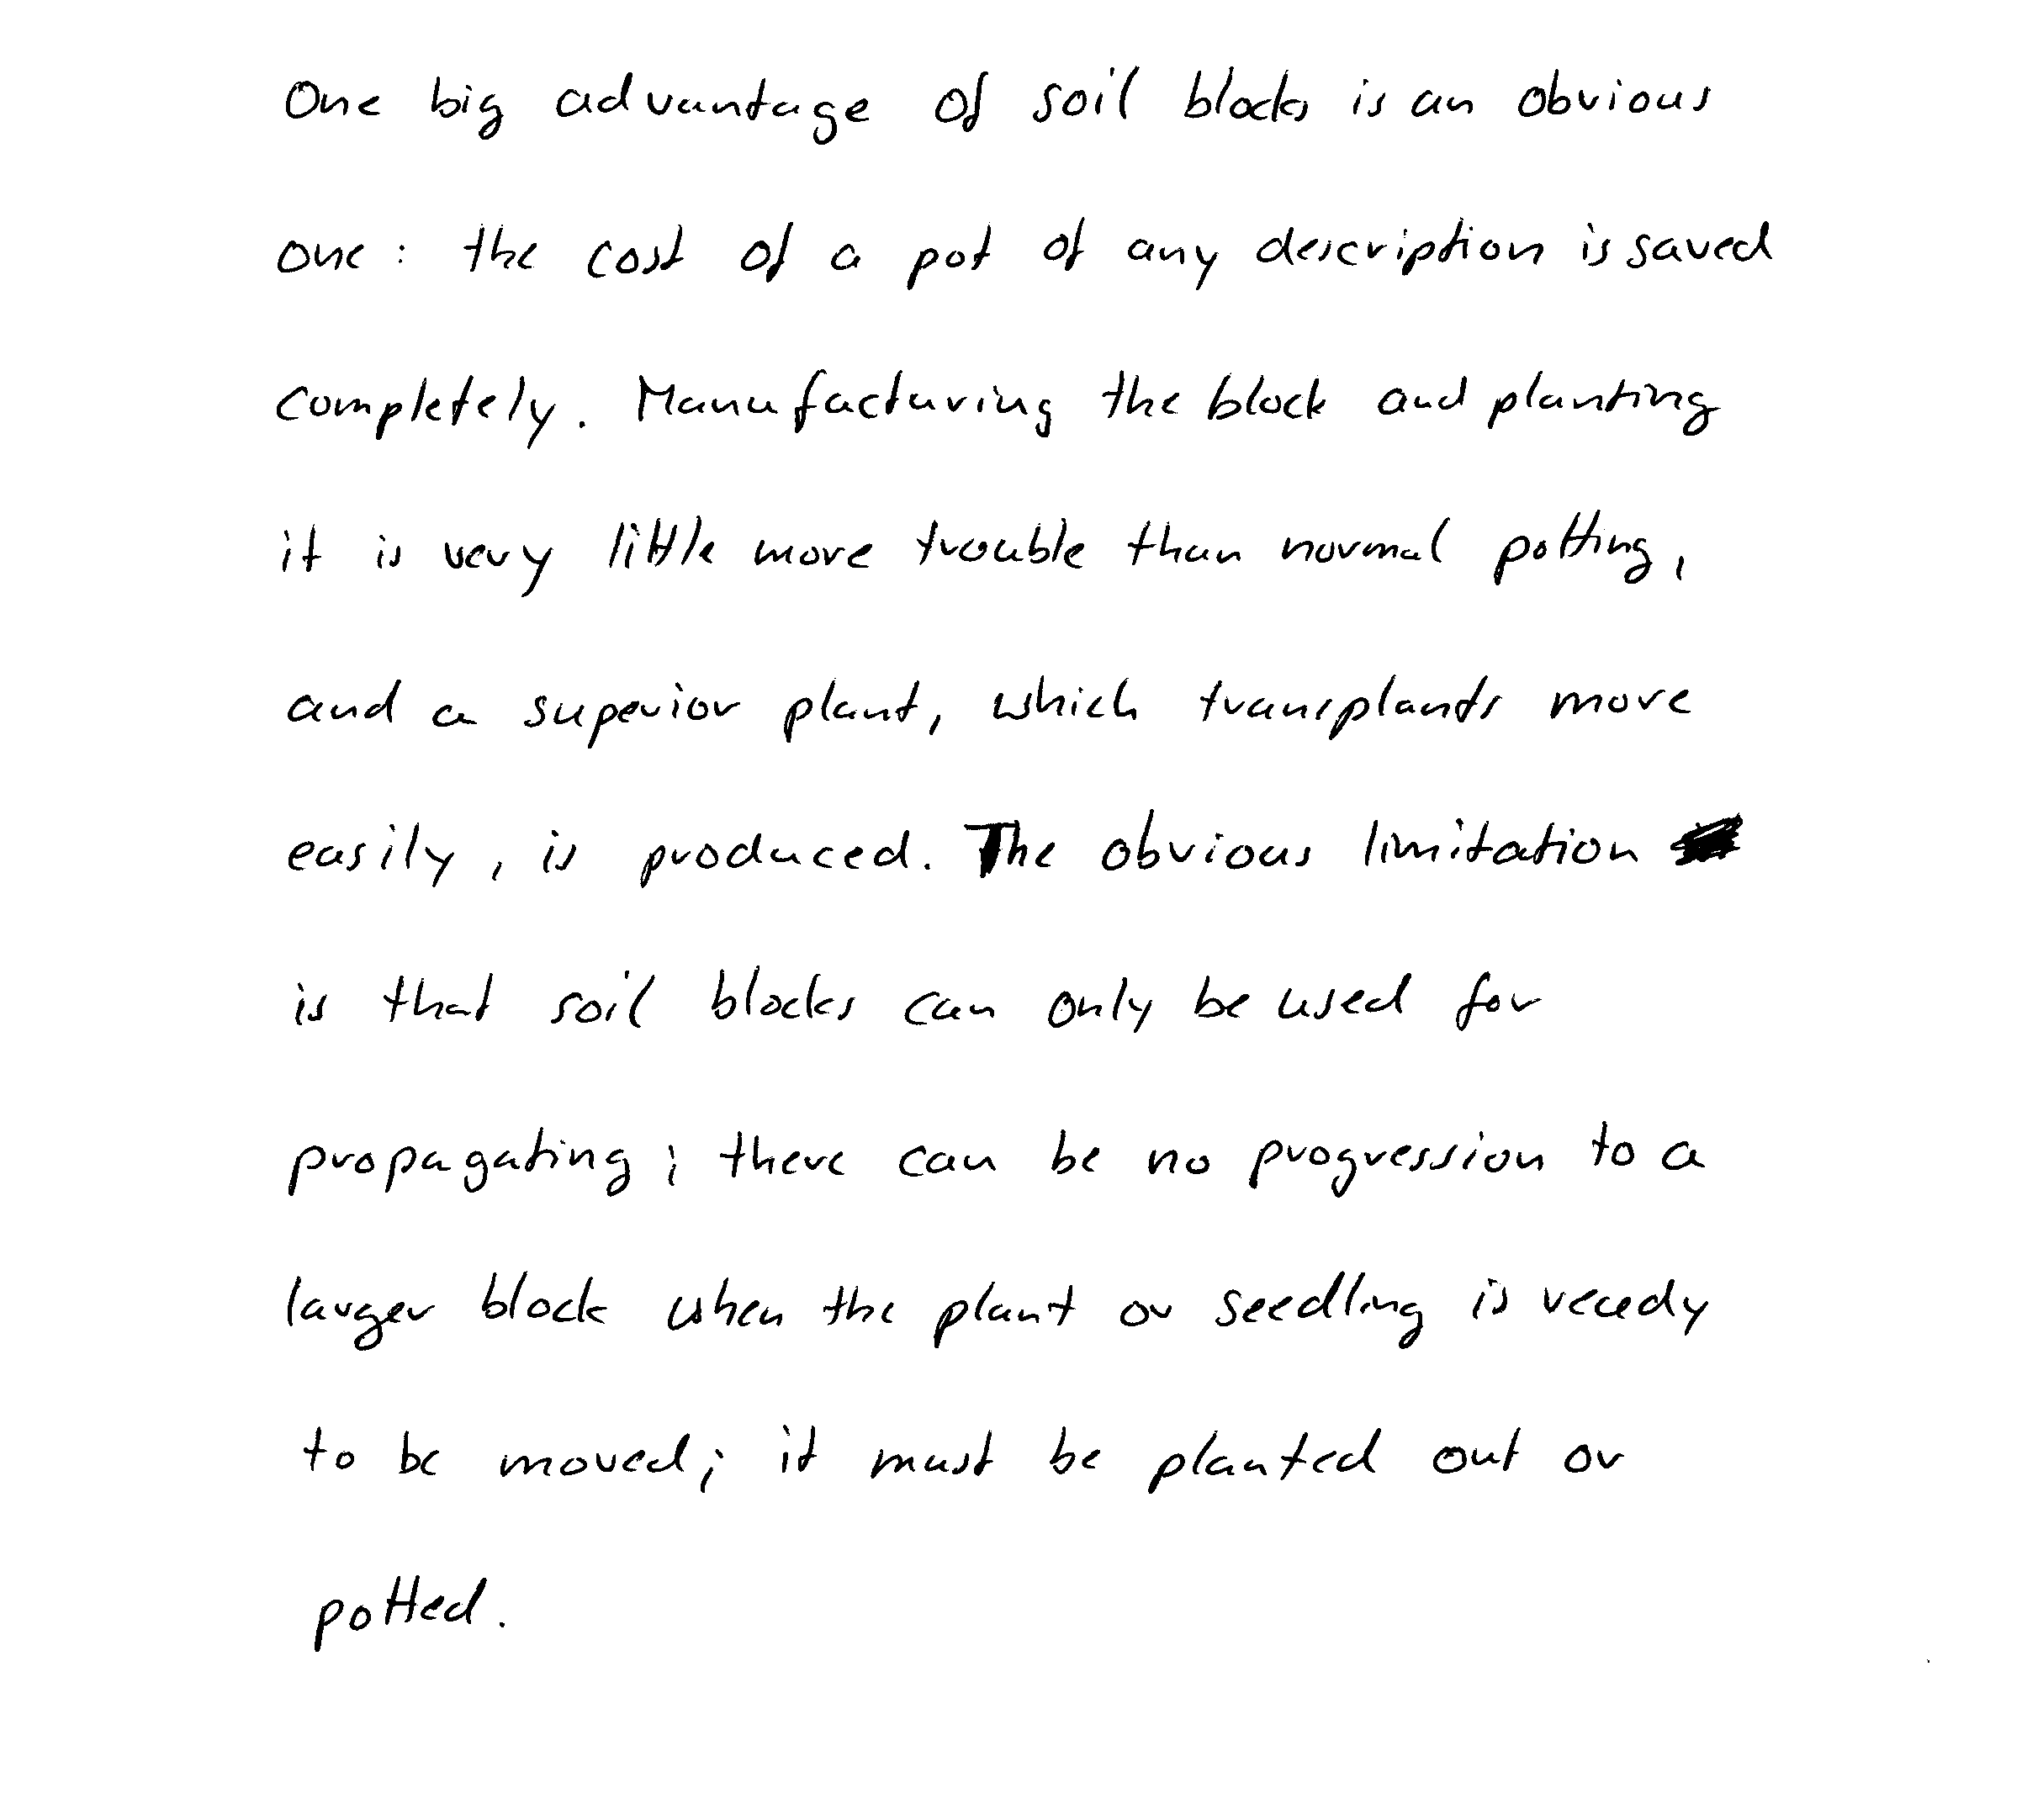 One big advantage of soil blocks is an obvious
one: the cost of a pot of any description is saved
completely. Manufacturing the block and planting
it is very little more trouble than normal potting,
and a superior plant, which transplants more
easily, is produced. The obvious limitation
is that soil blocks can only be used for
propagating; there can be no progression to a
larger block when the plant or seedling is ready
to be moved; it must be planted out or
potted.